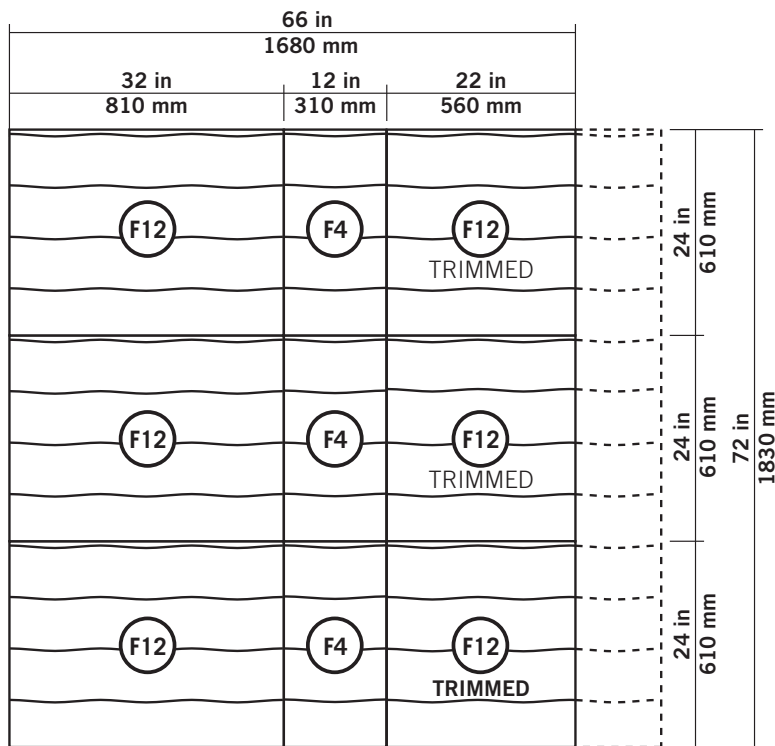 66 in
1680 mm
32 in
12 in
22 in
810 mm
310 mm
560 mm
F12
F4
F12
TRIMMED
24 in
610 mm
F12
F4
F12
TRIMMED
24 in
610 mm
72 in
1830 mm
F12
F4
F12
TRIMMED
24 in
610 mm